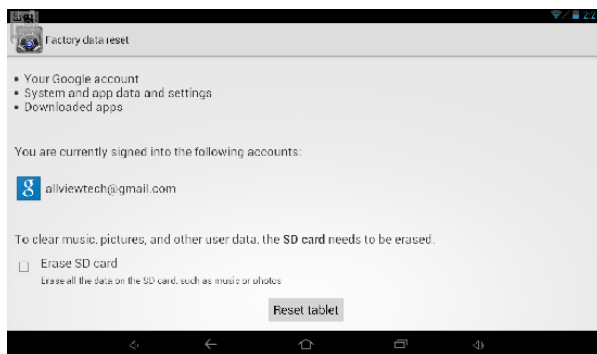 2:2
Factory data reset
• Your Google account
• System and app data and settings
• Downloaded apps
You are currently signed into the following accounts:
g allviewtech@gmail.com
To clear music, pictures, and other user data, the SD card needs to be erased.
Erase SD card
Erase all the data on the SD card, such as music or photos
Reset tablet